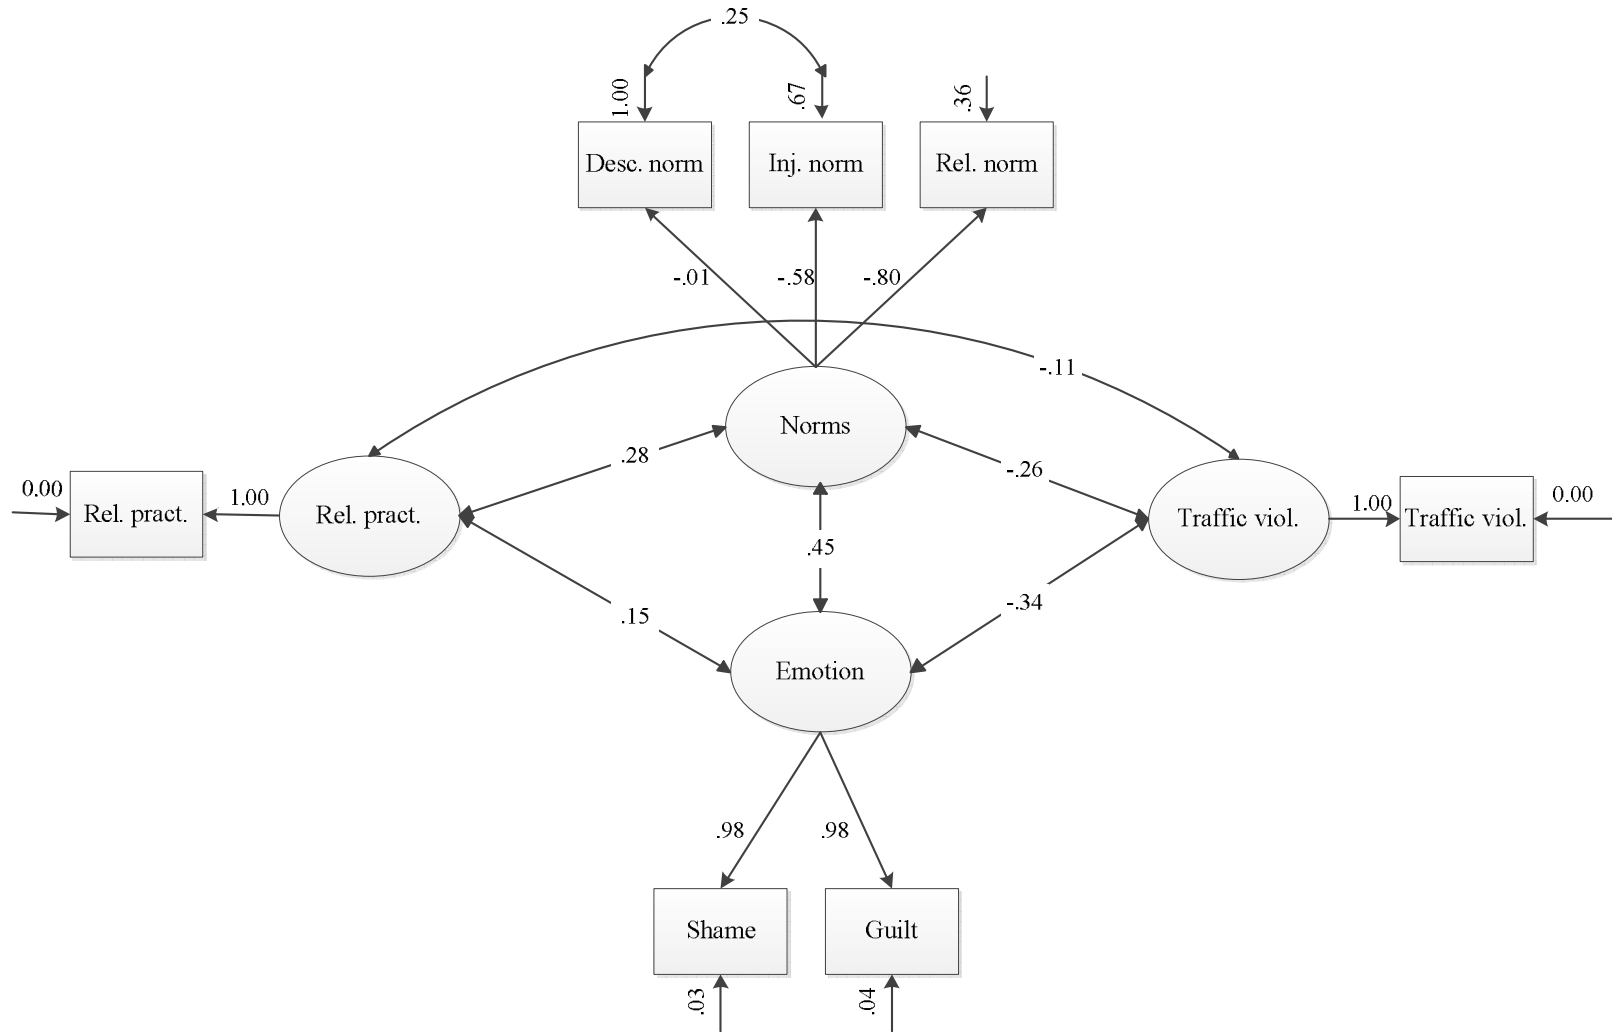 .25
1.00
.67
.36
Desc. norm
Inj. norm
Rel. norm
-.01
-.58
-.80
-.11
Norms
.28
-.26
0.00
Rel. pract.
1.00
Rel. pract.
Traffic viol.
1.00
Traffic viol.
0.00
.45
.15
-.34
Emotion
.98
.98
Shame
Guilt
.03
.04